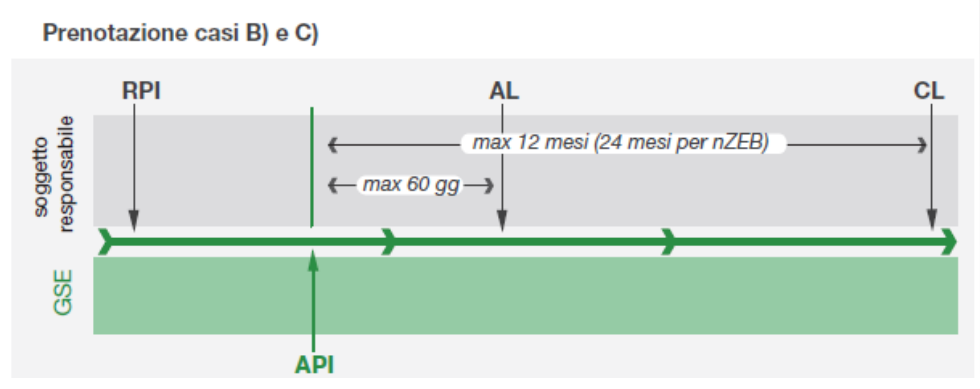 Prenotazione casi B) e C)
RPI
AL
CL
soggetto
responsabile
max 12 mesi (24 mesi per nZEB)
max 60 gg
GSE
API